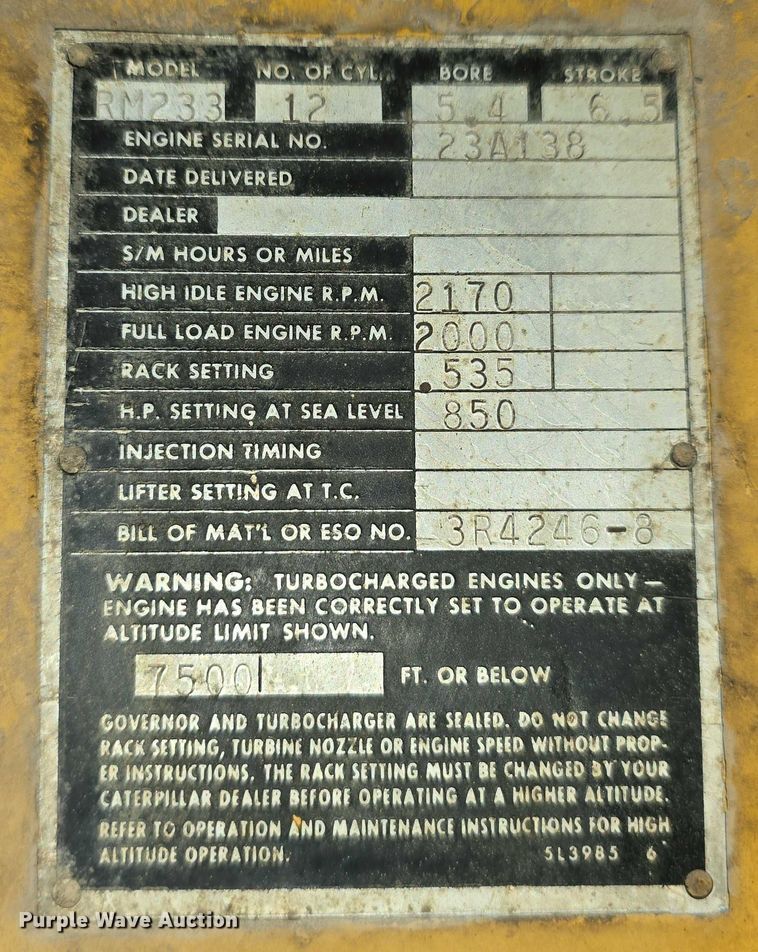 MODEL NO. OF CYL. BORE STROKE
RM233 12 5.4 6.5
ENGINE SERIAL NO. 23A138
DATE DELIVERED
DEALER
S/M HOURS OR MILES
HIGH IDLE ENGINE R.P.M. 2170
FULL LOAD ENGINE R.P.M. 2000
RACK SETTING .535
H.P. SETTING AT SEA LEVEL 850
INJECTION TIMING
LIFTER SETTING AT T.C.
BILL OF MAT'L OR ESO NO. 3R4246-8
WARNING: TURBOCHARGED ENGINES ONLY—
ENGINE HAS BEEN CORRECTLY SET TO OPERATE AT
ALTITUDE LIMIT SHOWN.
7500 FT. OR BELOW
GOVERNOR AND TURBOCHARGER ARE SEALED. DO NOT CHANGE
RACK SETTING, TURBINE NOZZLE OR ENGINE SPEED WITHOUT PROP-
ER INSTRUCTIONS. THE RACK SETTING MUST BE CHANGED BY YOUR
CATERPILLAR DEALER BEFORE OPERATING AT A HIGHER ALTITUDE.
REFER TO OPERATION AND MAINTENANCE INSTRUCTIONS FOR HIGH
ALTITUDE OPERATION. 5L3985 6
Purple Wave Auction